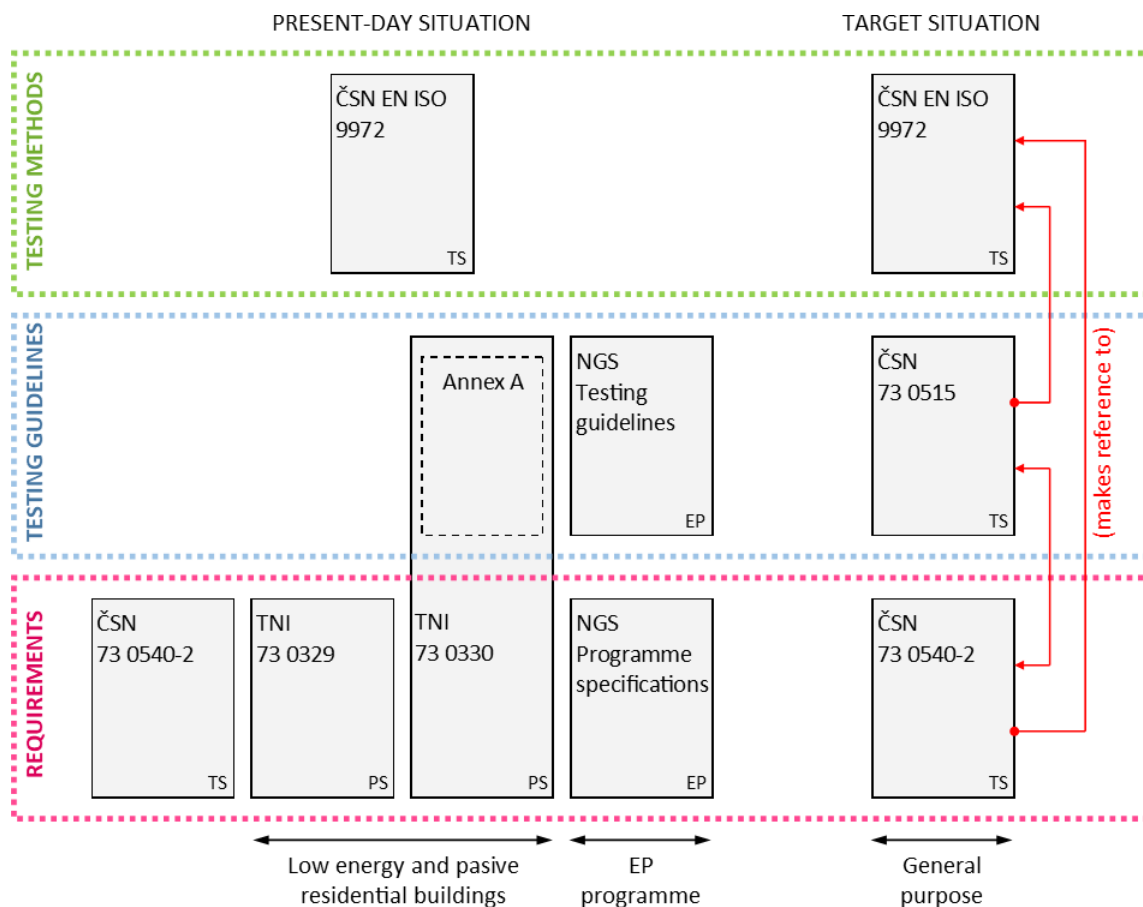 PRESENT-DAY SITUATION
TARGET SITUATION
TESTING METHODS
ČSN EN ISO
9972
TS
ČSN EN ISO
9972
TS
TESTING GUIDELINES
Annex A
NGS
Testing
guidelines
EP
ČSN
73 0515
TS
(makes reference to)
REQUIREMENTS
ČSN
73 0540-2
TS
TNI
73 0329
PS
TNI
73 0330
PS
NGS
Programme
specifications
EP
ČSN
73 0540-2
TS
Low energy and pasive
residential buildings
EP
programme
General
purpose